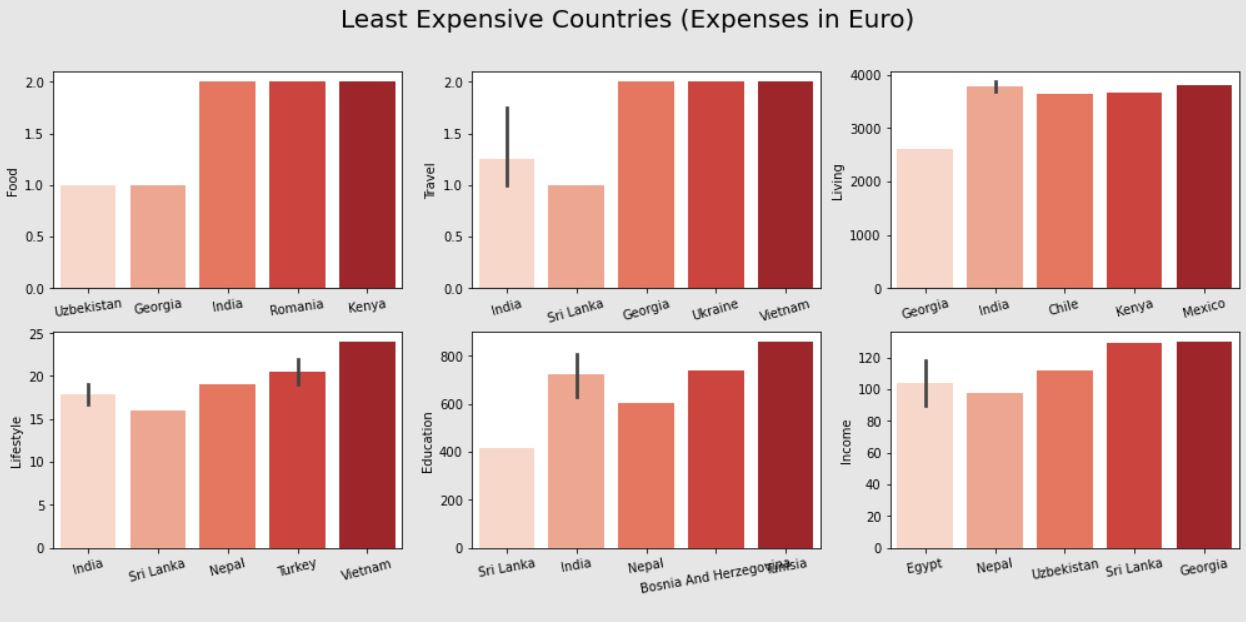 Least Expensive Countries (Expenses in Euro)
Food
2.0
1.5
1.0
0.5
0.0
Uzbekistan Georgia India Romania Kenya
Travel
2.0
1.5
1.0
0.5
0.0
India Sri Lanka Georgia Ukraine Vietnam
Living
4000
3000
2000
1000
0
Georgia India Chile Kenya Mexico
Lifestyle
25
20
15
10
5
0
India Sri Lanka Nepal Turkey Vietnam
Education
800
600
400
200
0
Sri Lanka India Nepal Bosnia And Herzegovina Tunisia
Income
120
100
80
60
40
20
0
Egypt Nepal Uzbekistan Sri Lanka Georgia